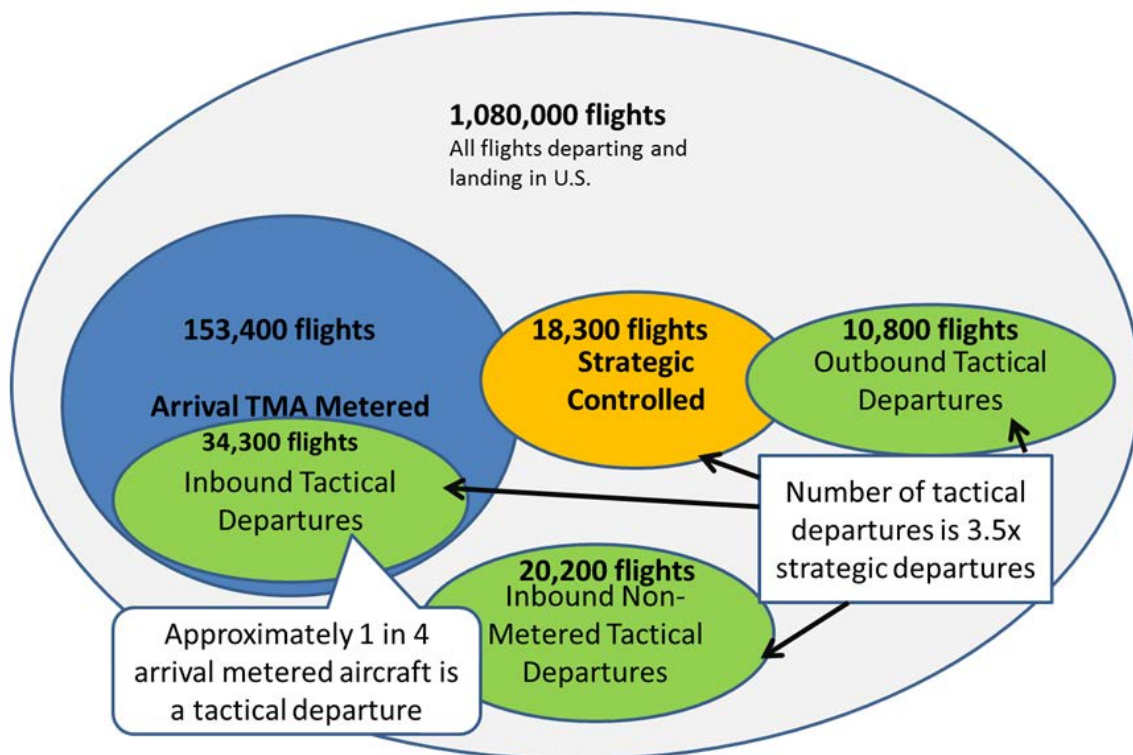 1,080,000 flights
All flights departing and
landing in U.S.
153,400 flights
Arrival TMA Metered
34,300 flights
Inbound Tactical
Departures
18,300 flights
Strategic
Controlled
10,800 flights
Outbound Tactical
Departures
Number of tactical
departures is 3.5x
strategic departures
20,200 flights
Inbound Non-
Metered Tactical
Departures
Approximately 1 in 4
arrival metered aircraft is
a tactical departure